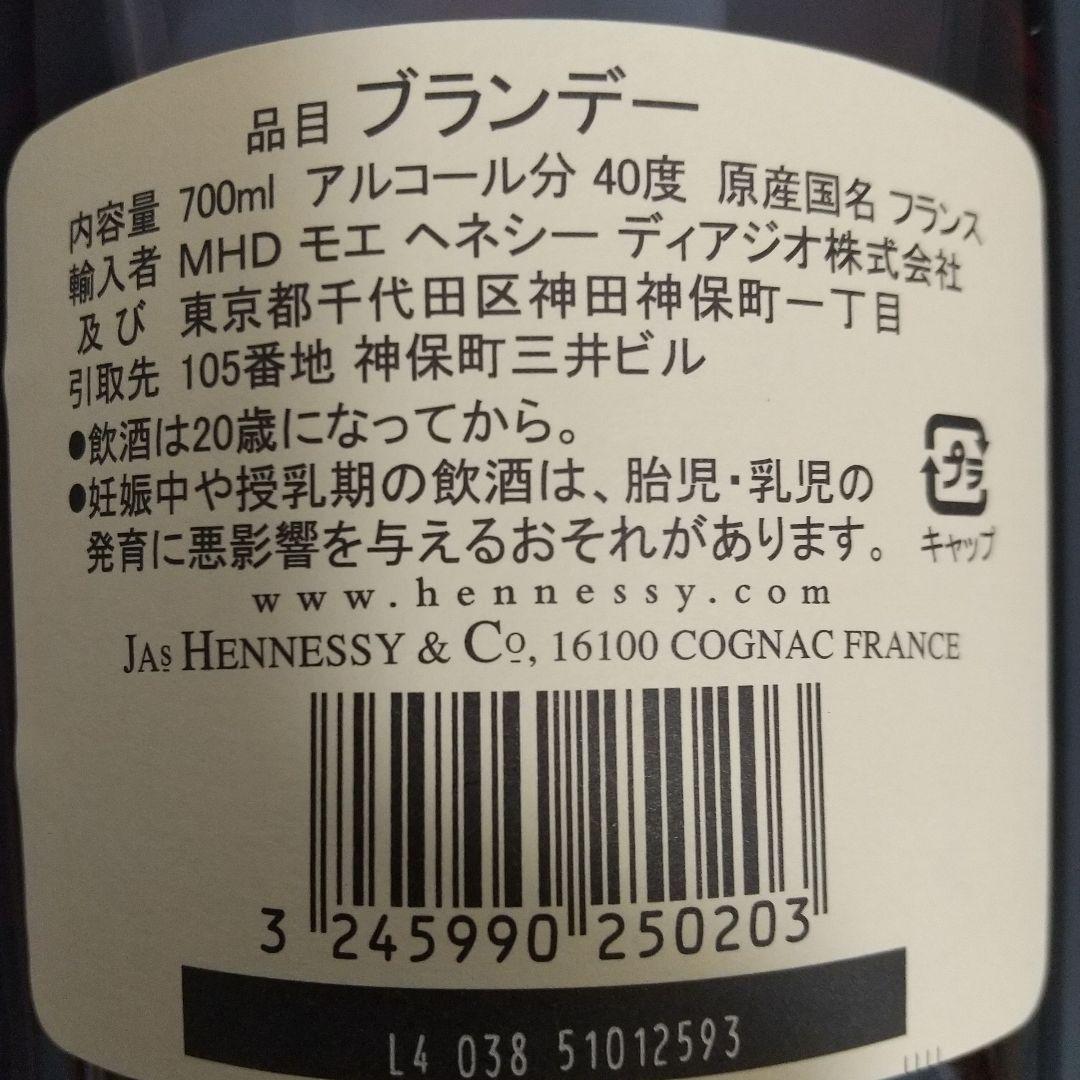 品目 ブランデー
内容量 700ml アルコール分 40度 原産国名 フランス
輸入者 MHD モエ ヘネシー ディアジオ株式会社
及び 東京都千代田区神田神保町一丁目
引取先 105番地 神保町三井ビル
●飲酒は20歳になってから。
●妊娠中や授乳期の飲酒は、胎児・乳児の
発育に悪影響を与えるおそれがあります。
プラ
キャップ
www.hennessy.com
JAS HENNESSY & Co, 16100 COGNAC FRANCE
3 245990 250203
L4 038 51012593